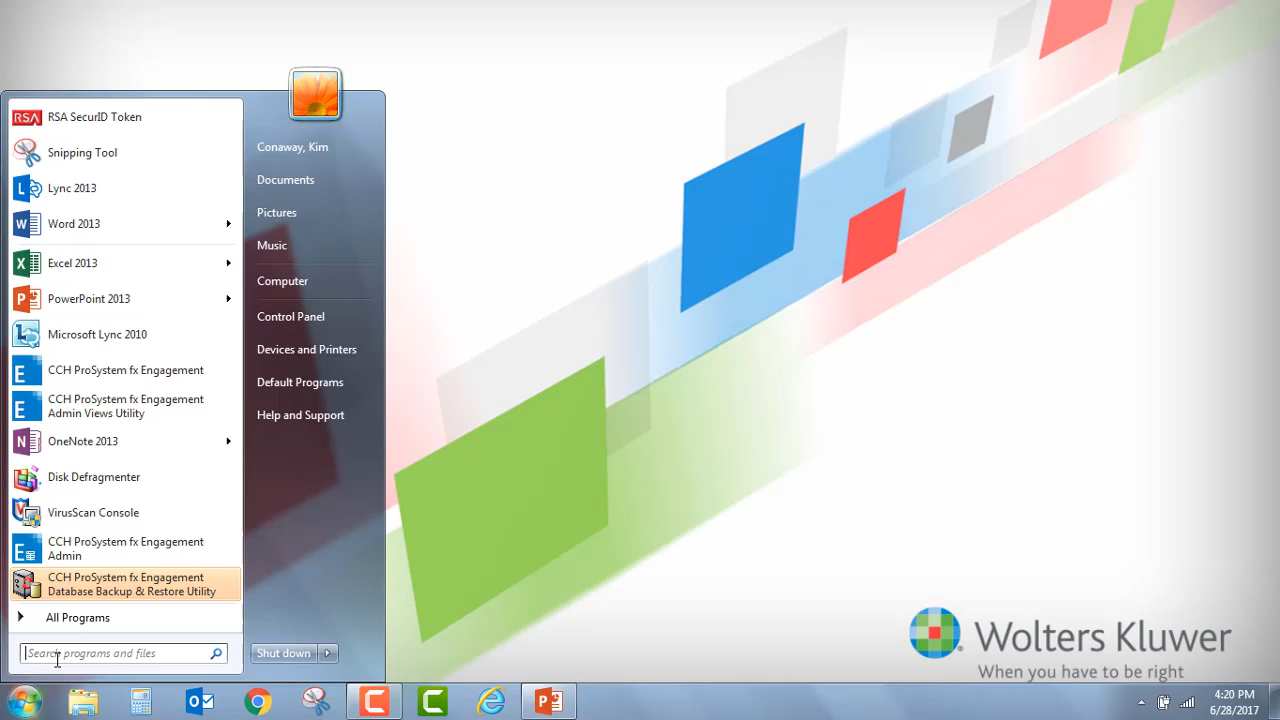 RSA
RSA SecurID Token
Snipping Tool
Lync 2013
Word 2013
Excel 2013
PowerPoint 2013
Microsoft Lync 2010
CCH ProSystem fx Engagement
CCH ProSystem fx Engagement
Admin Views Utility
OneNote 2013
Disk Defragmenter
VirusScan Console
CCH ProSystem fx Engagement
Admin
CCH ProSystem fx Engagement
Database Backup & Restore Utility
All Programs
Search programs and files
Conaway, Kim
Documents
Pictures
Music
Computer
Control Panel
Devices and Printers
Default Programs
Help and Support
Shut down
Wolters Kluwer
When you have to be right
4:20 PM
6/28/2017